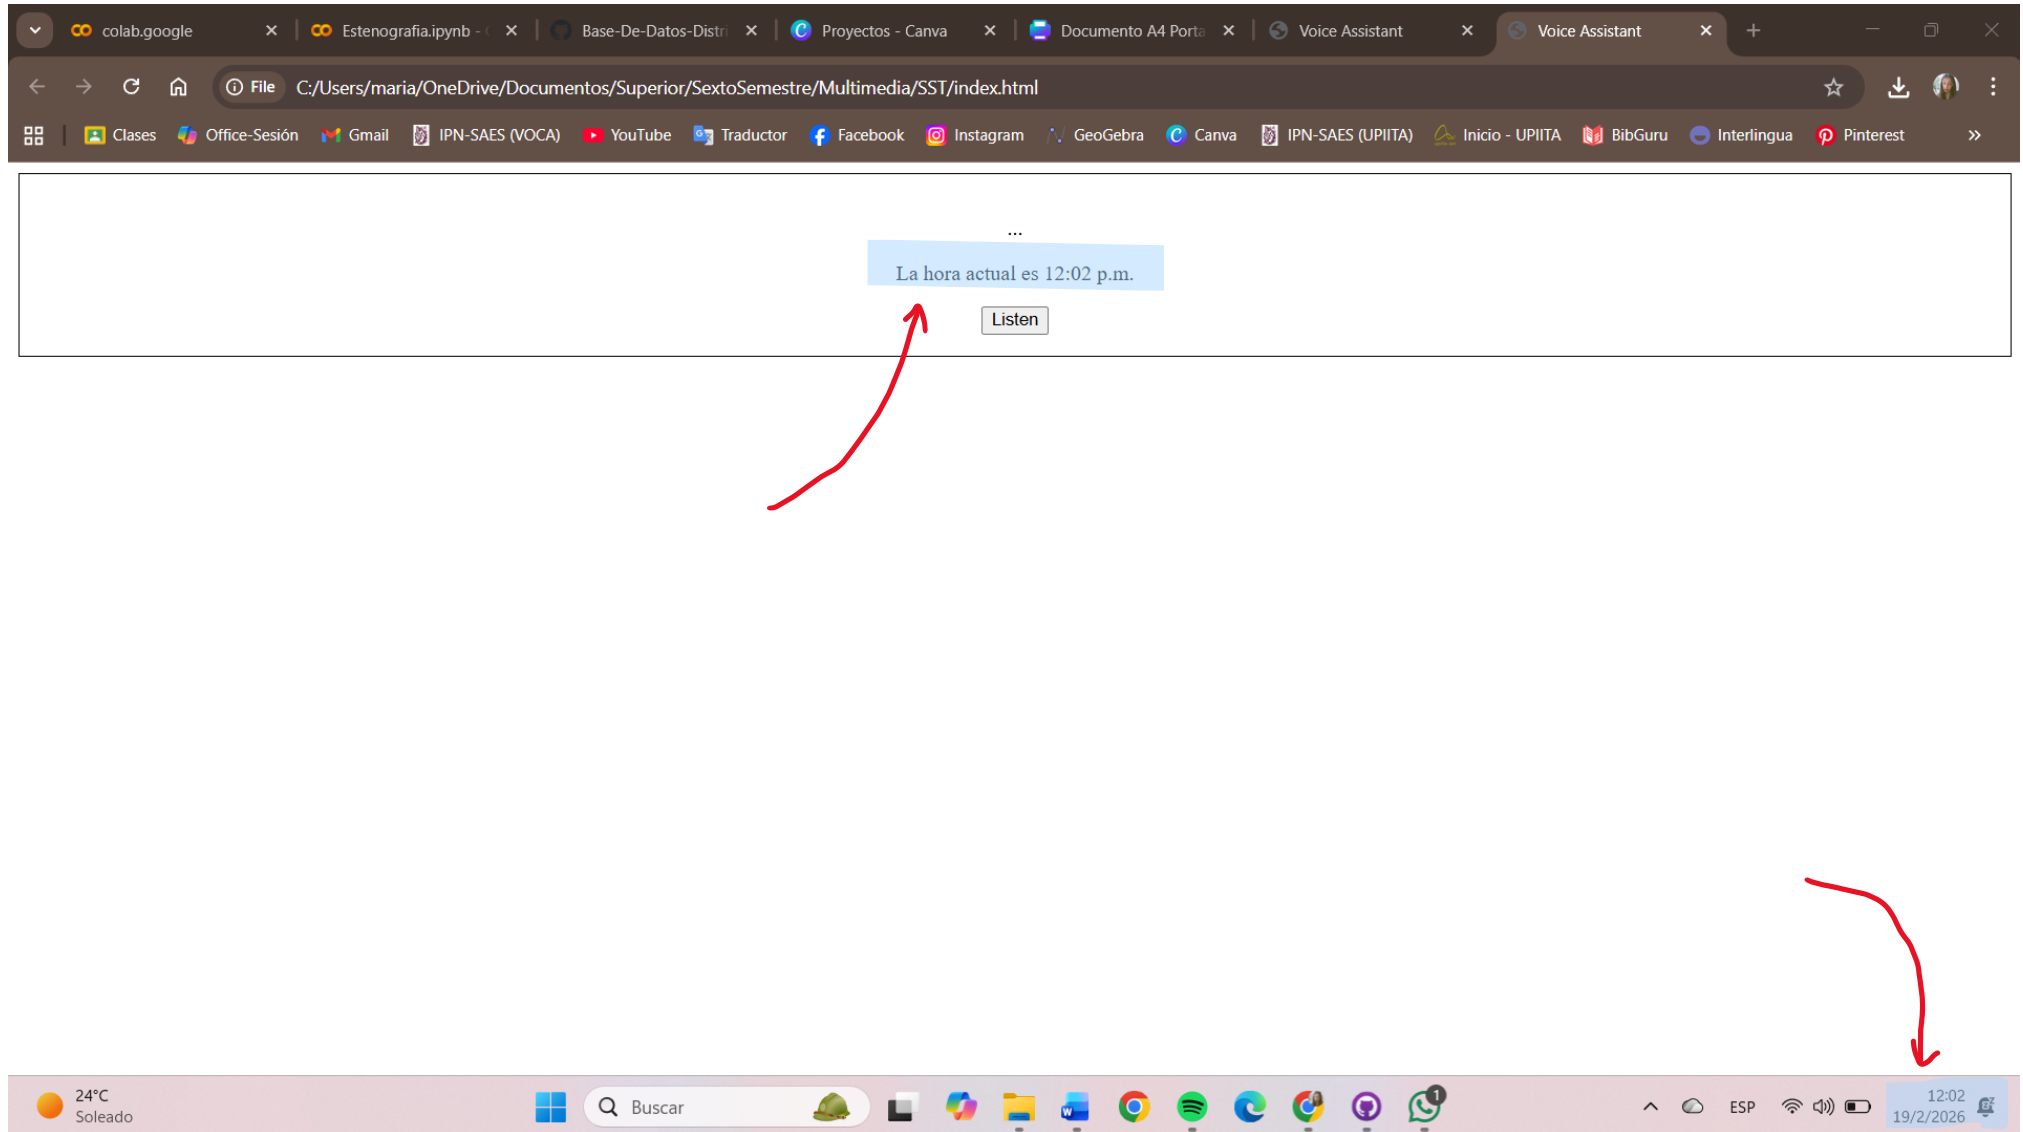 colab.google
Estenografia.ipynb -
Base-De-Datos-Distri
Proyectos - Canva
Documento A4 Porta
Voice Assistant
Voice Assistant
File C:/Users/maria/OneDrive/Documentos/Superior/SextoSemestre/Multimedia/SST/index.html
Clases Office-Sesión Gmail IPN-SAES (VOCA) YouTube Traductor Facebook Instagram GeoGebra Canva IPN-SAES (UPIITA) Inicio - UPIITA BibGuru Interlingua Pinterest »
...
La hora actual es 12:02 p.m.
Listen
24°C
Soleado
Buscar
1
ESP
12:02
19/2/2026